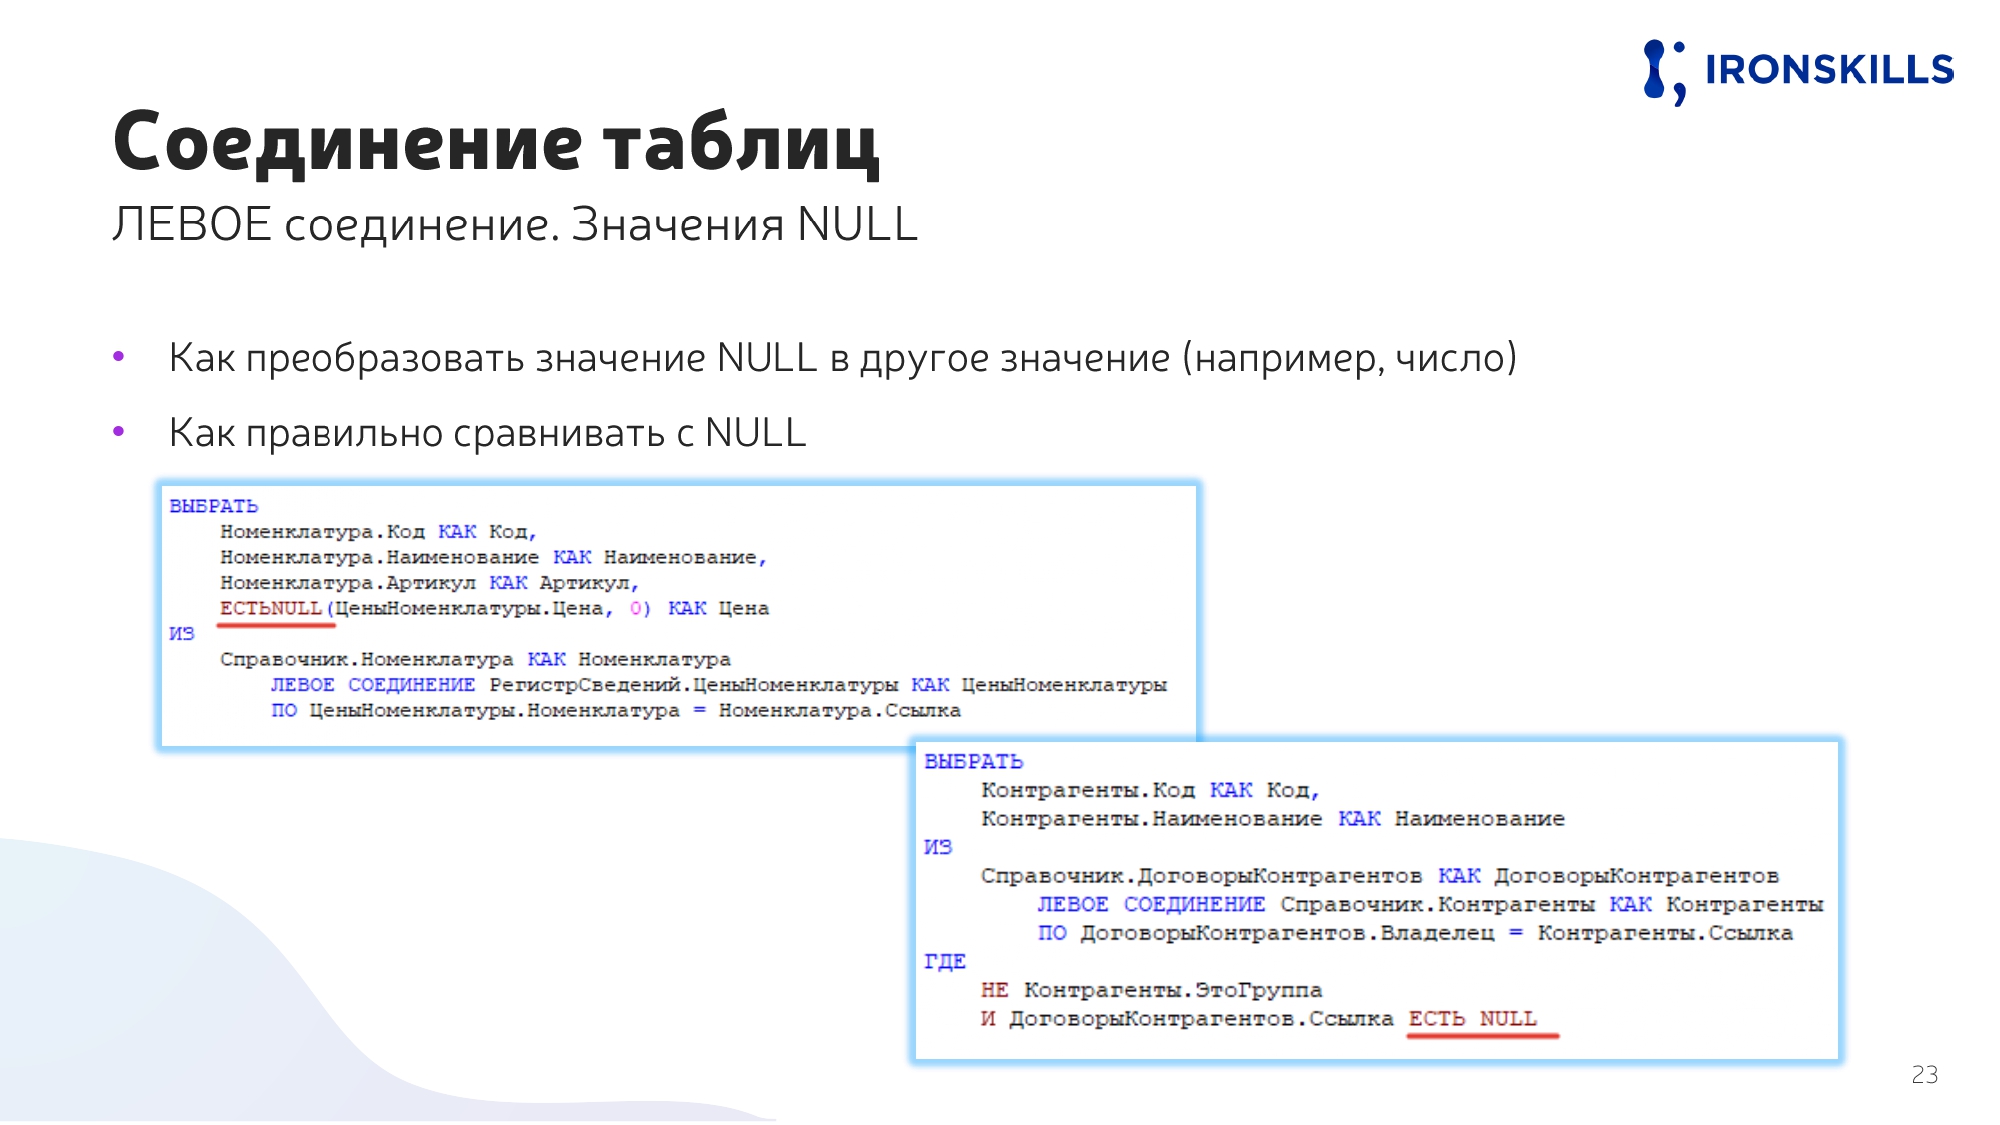 IRONSKILLS
Соединение таблиц
ЛЕВОЕ соединение. Значения NULL
• Как преобразовать значение NULL в другое значение (например, число)
• Как правильно сравнивать с NULL
ВЫБРАТЬ
Номенклатура.Код КАК Код,
Номенклатура.Наименование КАК Наименование,
Номенклатура.Артикул КАК Артикул,
ЕСТЬNULL(ЦеныНоменклатуры.Цена, 0) КАК Цена
ИЗ
Справочник.Номенклатура КАК Номенклатура
ЛЕВОЕ СОЕДИНЕНИЕ РегистрСведений.ЦеныНоменклатуры КАК ЦеныНоменклатуры
ПО ЦеныНоменклатуры.Номенклатура = Номенклатура.Ссылка
ВЫБРАТЬ
Контрагенты.Код КАК Код,
Контрагенты.Наименование КАК Наименование
ИЗ
Справочник.ДоговорыКонтрагентов КАК ДоговорыКонтрагентов
ЛЕВОЕ СОЕДИНЕНИЕ Справочник.Контрагенты КАК Контрагенты
ПО ДоговорыКонтрагентов.Владелец = Контрагенты.Ссылка
ГДЕ
НЕ Контрагенты.ЭтоГруппа
И ДоговорыКонтрагентов.Ссылка ЕСТЬ NULL
23